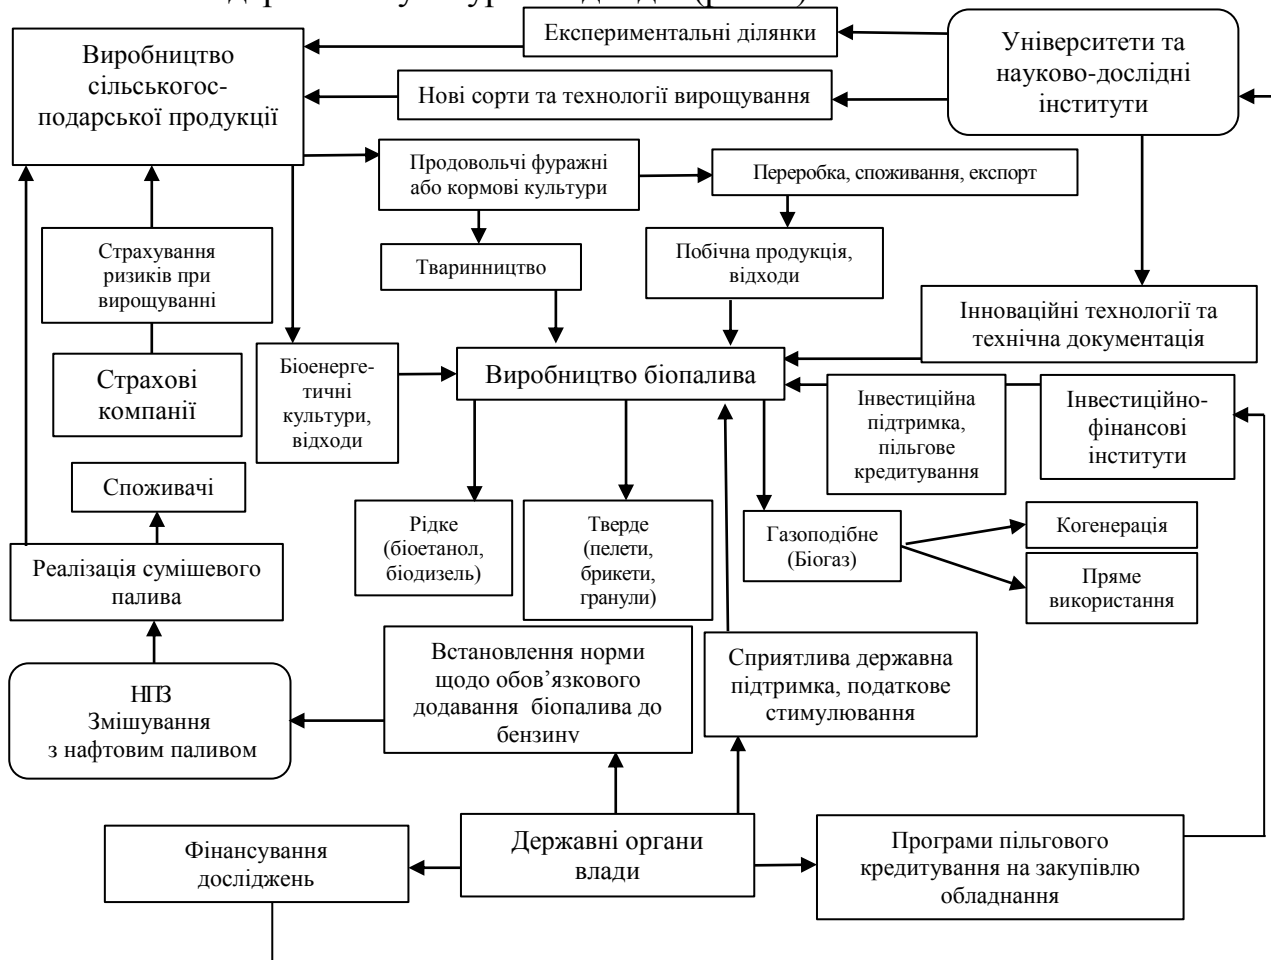 Експериментальні ділянки
Виробництво
сільськогос-
подарської продукції
Університети та
науково-дослідні
інститути
Нові сорти та технології вирощування
Продовольчі фуражні
або кормові культури
Переробка, споживання, експорт
Страхування
ризиків при
вирощуванні
Тваринництво
Побічна продукція,
відходи
Інноваційні технології та
технічна документація
Страхові
компанії
Біоенерге-
тичні
культури,
відходи
Виробництво біопалива
Інвестиційна
підтримка,
пільгове
кредитування
Інвестиційно-
фінансові
інститути
Споживачі
Рідке
(біоетанол,
біодизель)
Тверде
(пелети,
брикети,
гранули)
Газоподібне
(Біогаз)
Когенерація
Пряме
використання
Реалізація сумішевого
палива
НПЗ
Змішування
з нафтовим паливом
Встановлення норми
щодо обов’язкового
додавання біопалива до
бензину
Сприятлива державна
підтримка, податкове
стимулювання
Фінансування
досліджень
Державні органи
влади
Програми пільгового
кредитування на закупівлю
обладнання